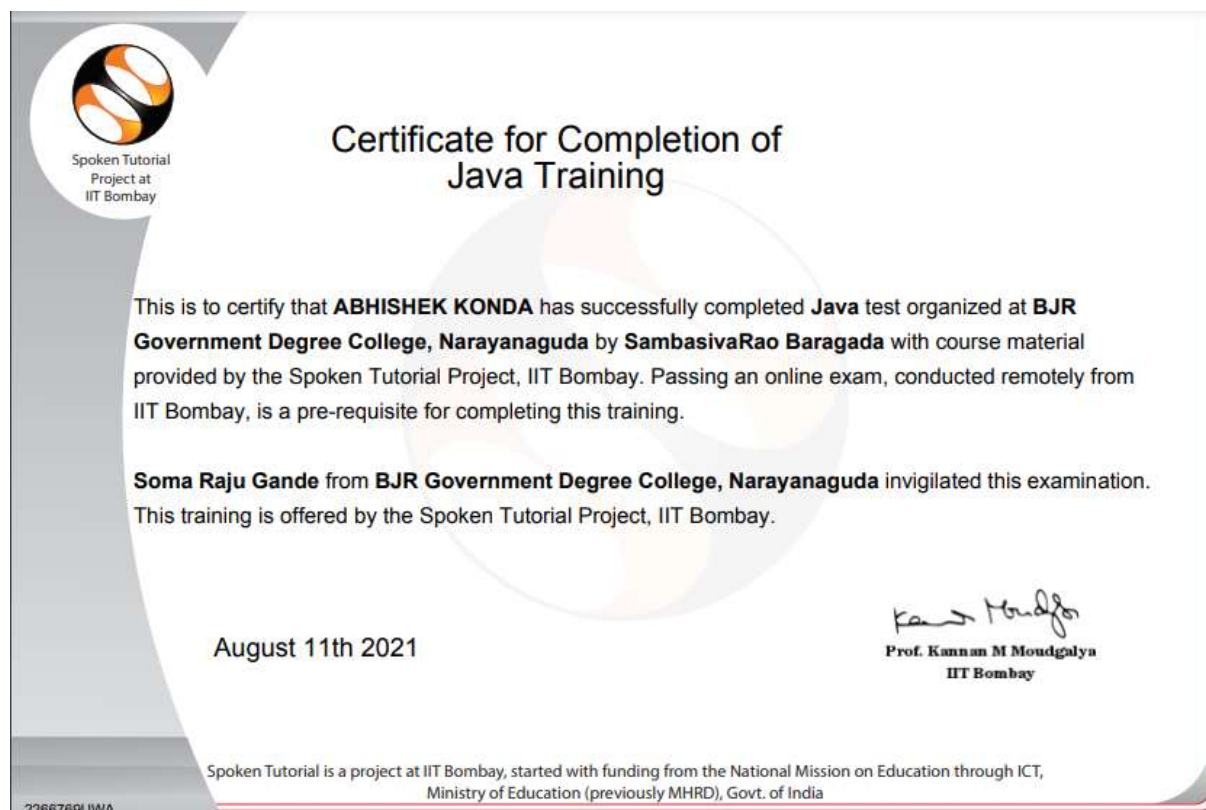 Spoken Tutorial
Project at
IIT Bombay
Certificate for Completion of
Java Training
This is to certify that ABHISHEK KONDA has successfully completed Java test organized at BJR
Government Degree College, Narayanaguda by SambasivaRao Baragada with course material
provided by the Spoken Tutorial Project, IIT Bombay. Passing an online exam, conducted remotely from
IIT Bombay, is a pre-requisite for completing this training.
Soma Raju Gande from BJR Government Degree College, Narayanaguda invigilated this examination.
This training is offered by the Spoken Tutorial Project, IIT Bombay.
August 11th 2021
Prof. Kannan M Moudgalya
IIT Bombay
Spoken Tutorial is a project at IIT Bombay, started with funding from the National Mission on Education through ICT,
Ministry of Education (previously MHRD), Govt. of India